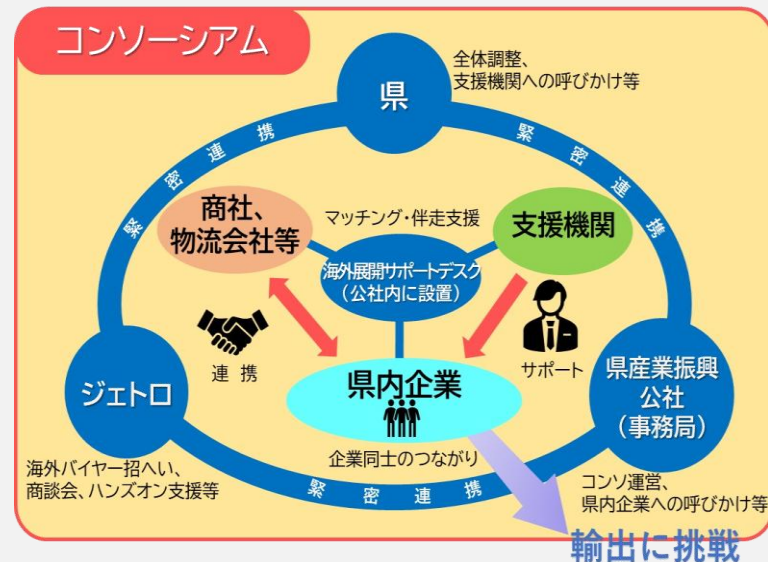 コンソーシアム
県
全体調整、
支援機関への呼びかけ等
緊密連携
緊密連携
商社、
物流会社等
マッチング・伴走支援
支援機関
海外展開サポートデスク
（公社内に設置）
連携
サポート
ジェトロ
県内企業
県産業振興
公社
（事務局）
企業同士のつながり
海外バイヤー招へい、
商談会、ハンズオン支援等
緊密連携
コンソ運営、
県内企業への呼びかけ等
輸出に挑戦